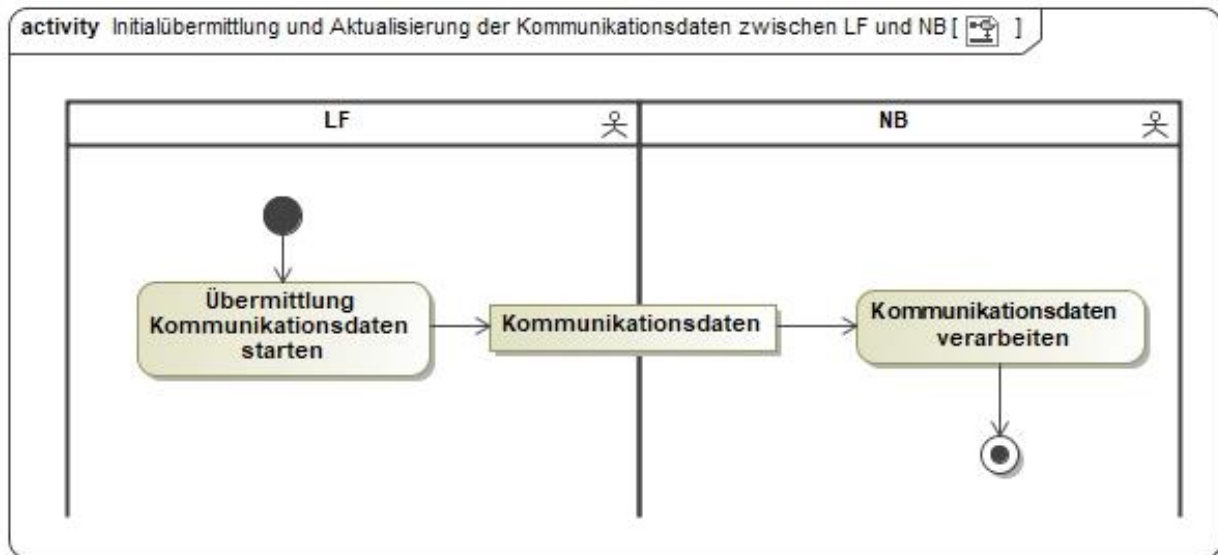 activity Initialübermittlung und Aktualisierung der Kommunikationsdaten zwischen LF und NB [ ]
LF
NB
Übermittlung
Kommunikationsdaten
starten
Kommunikationsdaten
Kommunikationsdaten
verarbeiten